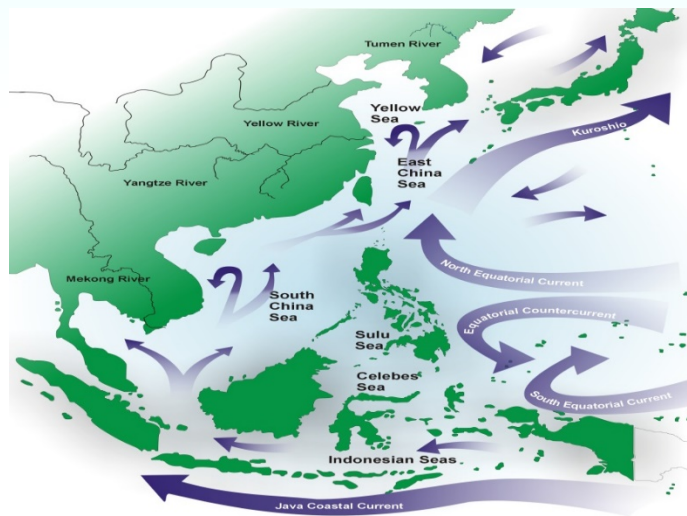 Tumen River
Yellow
Sea
Yellow River
Kuroshio
East
China
Sea
Yangtze River
Mekong River
North Equatorial Current
South
China
Sea
Equatorial Countercurrent
Sulu
Sea
Celebes
Sea
South Equatorial Current
Indonesian Seas
Java Coastal Current